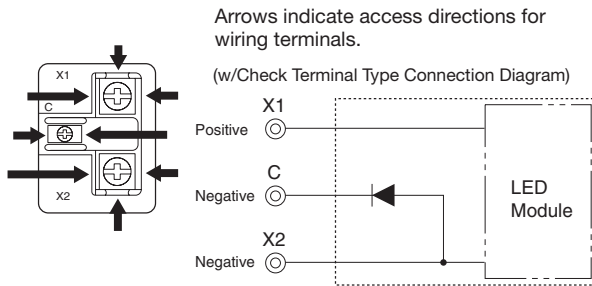 Arrows indicate access directions for
wiring terminals.
(w/Check Terminal Type Connection Diagram)
X1
C
X2
X1
Positive
C
Negative
X2
Negative
LED
Module